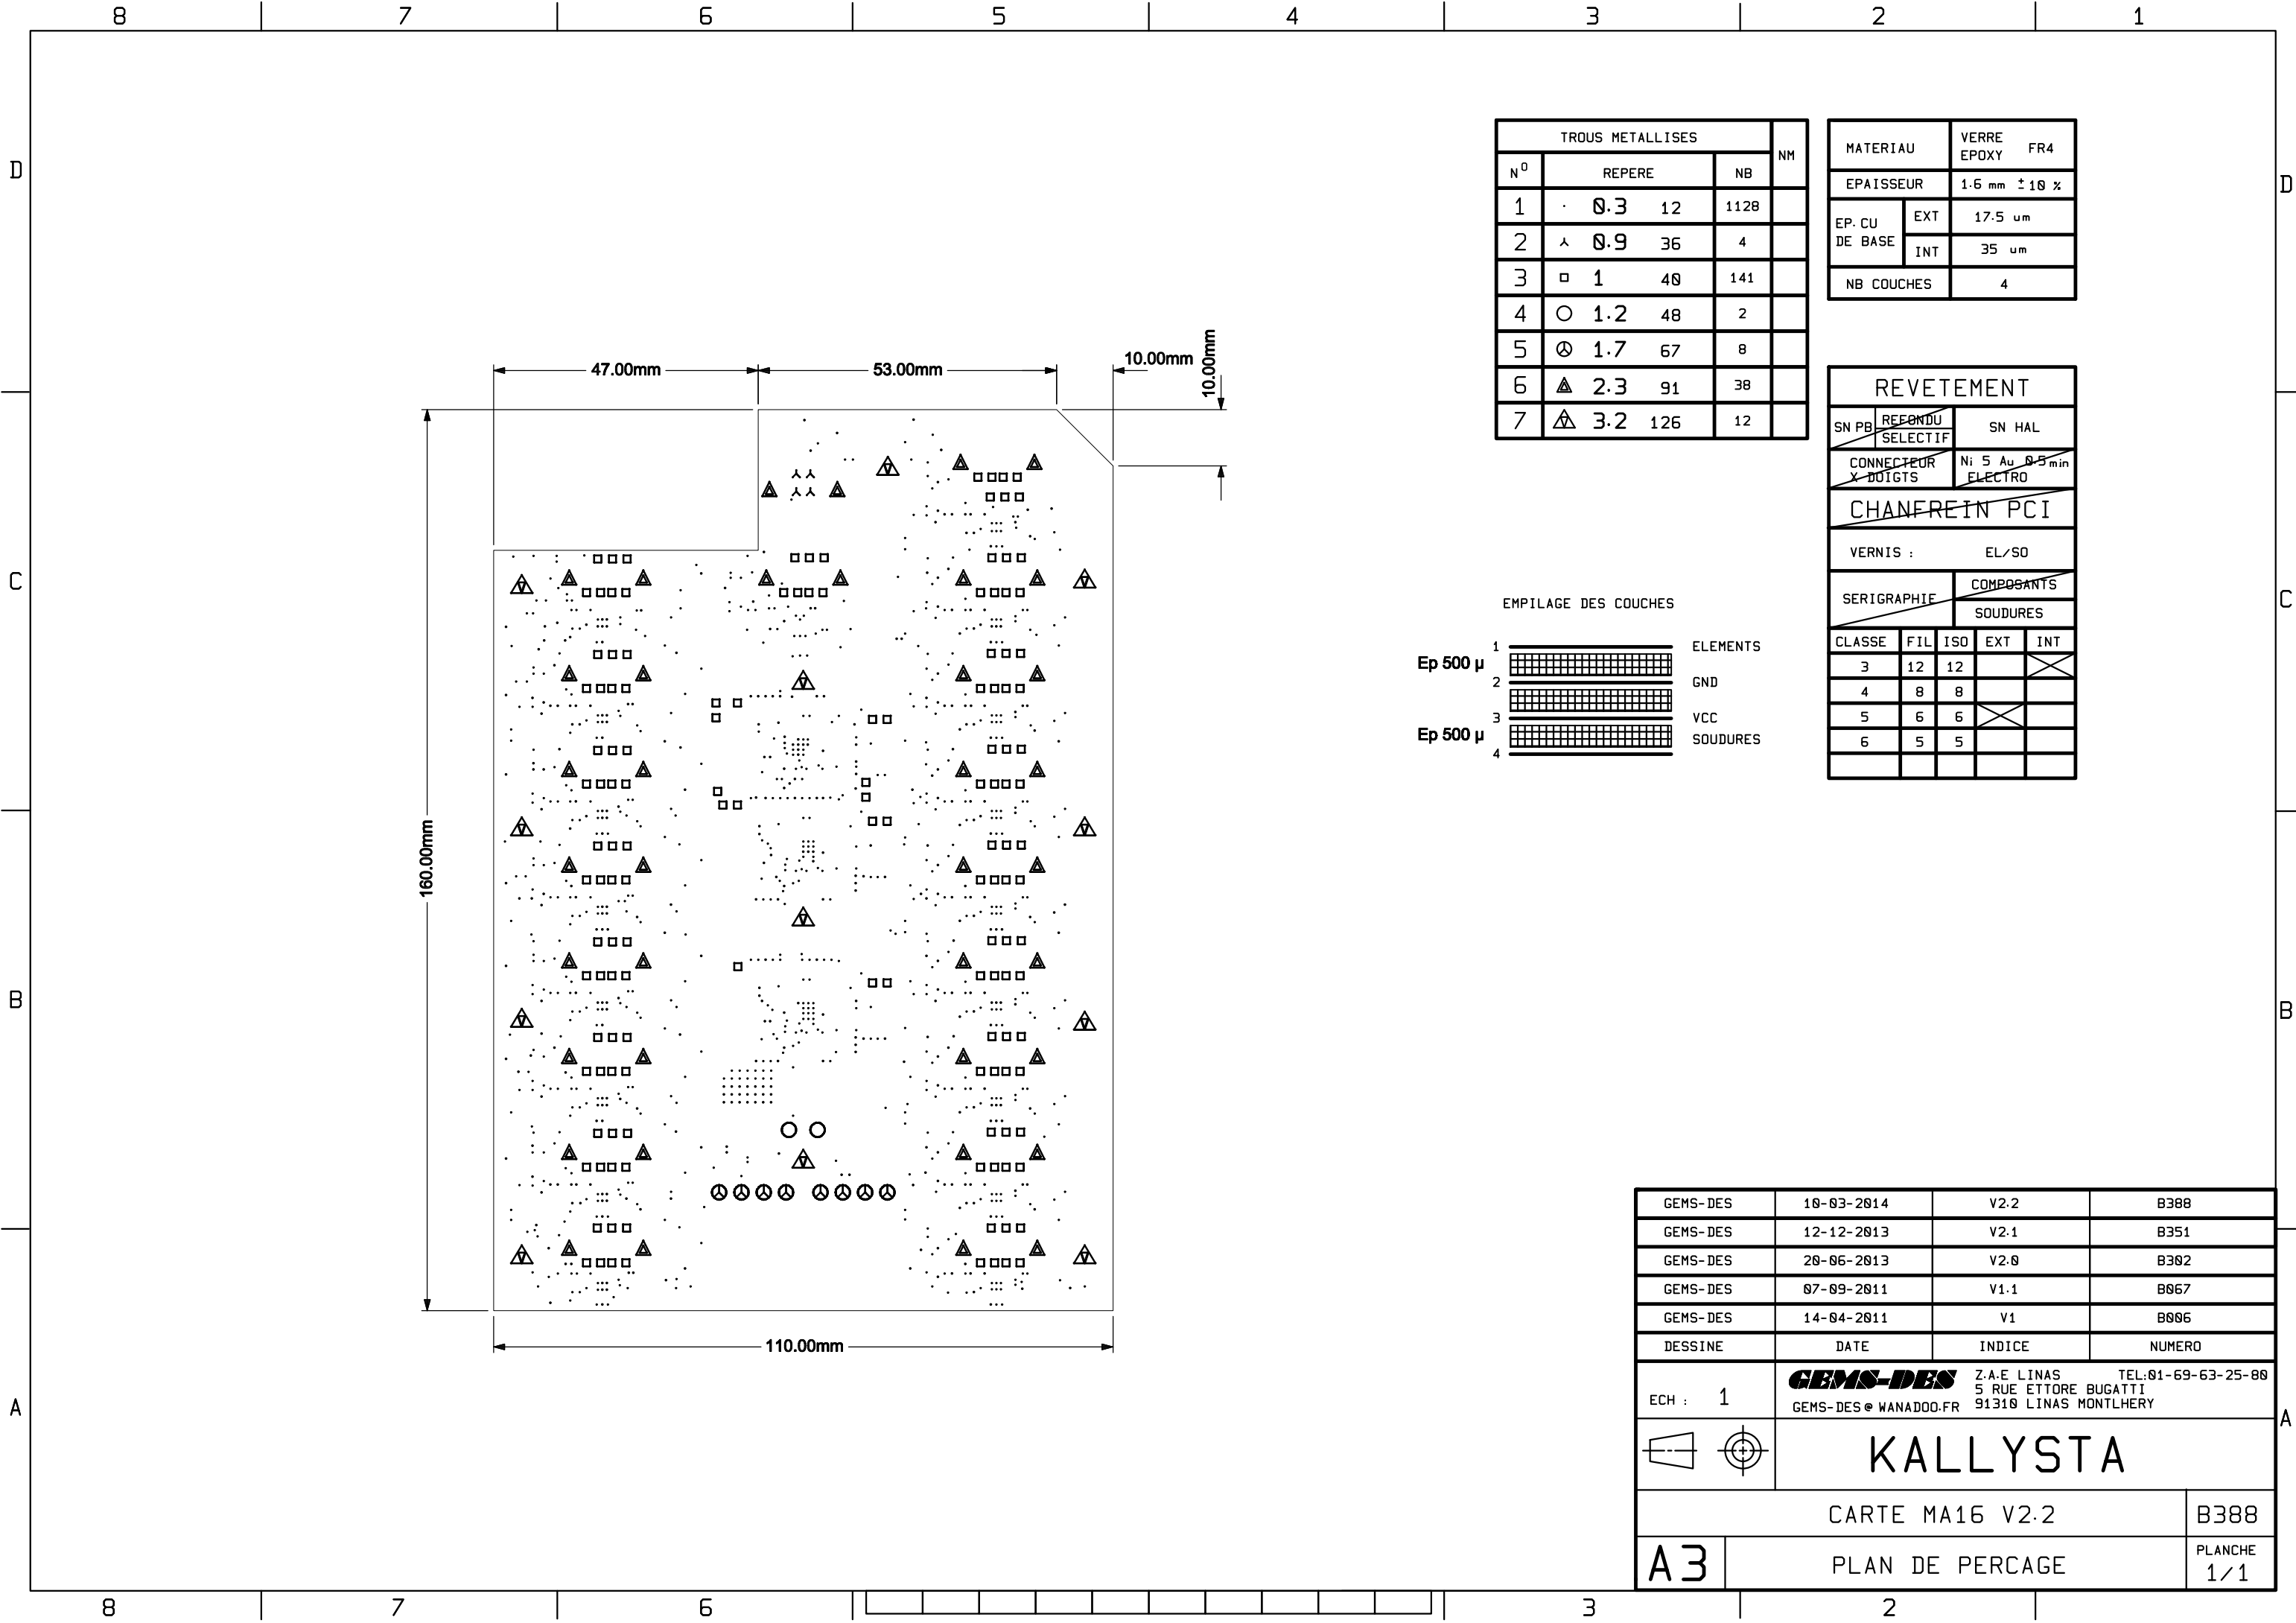 8 7 6 5 4 3 2 1
D
C
B
A
D
C
B
A
8 7 6 3 2
47.00mm
53.00mm
10.00mm
10.00mm
160.00mm
110.00mm
TROUS METALLISES NM
N° REPERE NB
1 0.3 12 1128
2 0.9 36 4
3 1 40 141
4 1.2 48 2
5 1.7 67 8
6 2.3 91 38
7 3.2 126 12
MATERIAU VERRE EPOXY FR4
EPAISSEUR 1.6 mm ±10 %
EP. CU DE BASE EXT 17.5 um
INT 35 um
NB COUCHES 4
REVETEMENT
SN PB REFONDU SN HAL
SELECTIF
CONNECTEUR X DOIGTS Ni 5 Au 0.5 min ELECTRO
CHANFREIN PCI
VERNIS : EL/SO
SERIGRAPHIE COMPOSANTS
SOUDURES
CLASSE FIL ISO EXT INT
3 12 12
4 8 8
5 6 6
6 5 5
EMPILAGE DES COUCHES
1 ELEMENTS
Ep 500 µ
2 GND
3 VCC
Ep 500 µ
SOUDURES
4
GEMS-DES 10-03-2014 V2.2 B388
GEMS-DES 12-12-2013 V2.1 B351
GEMS-DES 20-06-2013 V2.0 B302
GEMS-DES 07-09-2011 V1.1 B067
GEMS-DES 14-04-2011 V1 B006
DESSINE DATE INDICE NUMERO
ECH : 1
GEMS-DES
GEMS-DES@WANADOO.FR
Z.A.E LINAS TEL:01-69-63-25-80
5 RUE ETTORE BUGATTI
91310 LINAS MONTLHERY
KALLYSTA
CARTE MA16 V2.2 B388
A3 PLAN DE PERCAGE PLANCHE
1/1